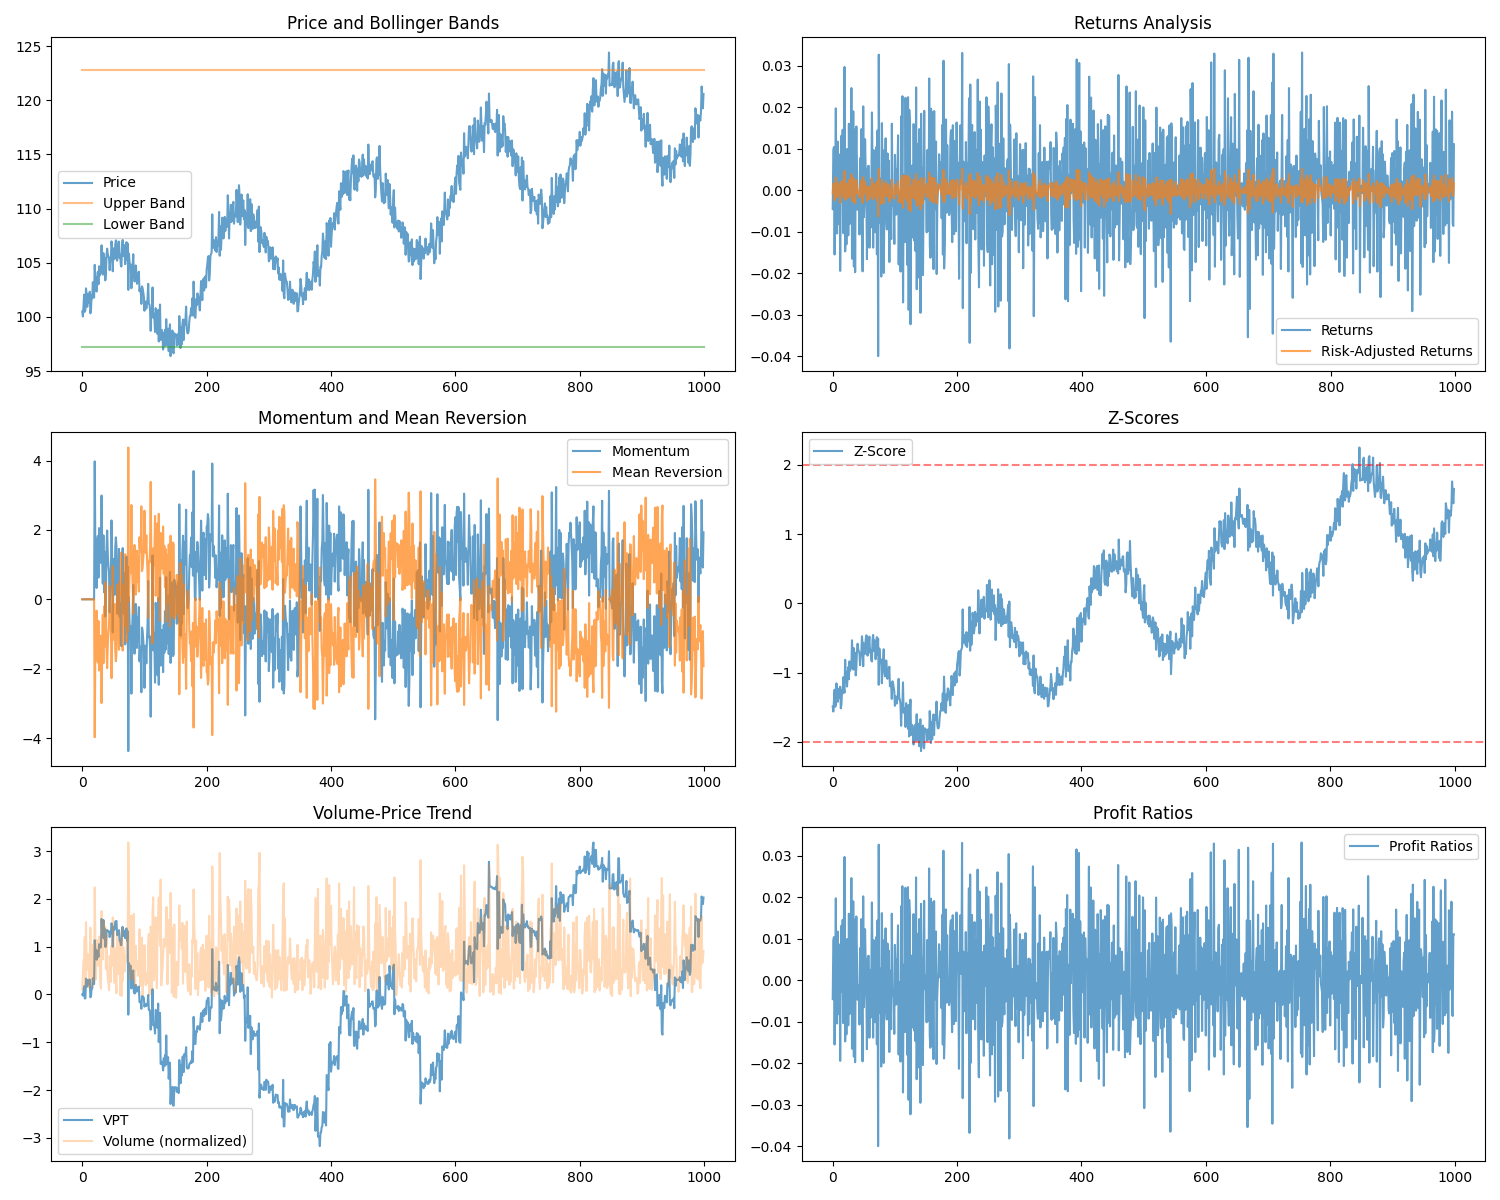 Price and Bollinger Bands
125
120
115
110
105
100
95
Price
Upper Band
Lower Band
0 200 400 600 800 1000
Returns Analysis
0.03
0.02
0.01
0.00
−0.01
−0.02
−0.03
−0.04
Returns
Risk-Adjusted Returns
0 200 400 600 800 1000
Momentum and Mean Reversion
4
2
0
−2
−4
Momentum
Mean Reversion
0 200 400 600 800 1000
Z-Scores
2
1
0
−1
−2
Z-Score
0 200 400 600 800 1000
Volume-Price Trend
3
2
1
0
−1
−2
−3
VPT
Volume (normalized)
0 200 400 600 800 1000
Profit Ratios
0.03
0.02
0.01
0.00
−0.01
−0.02
−0.03
−0.04
Profit Ratios
0 200 400 600 800 1000